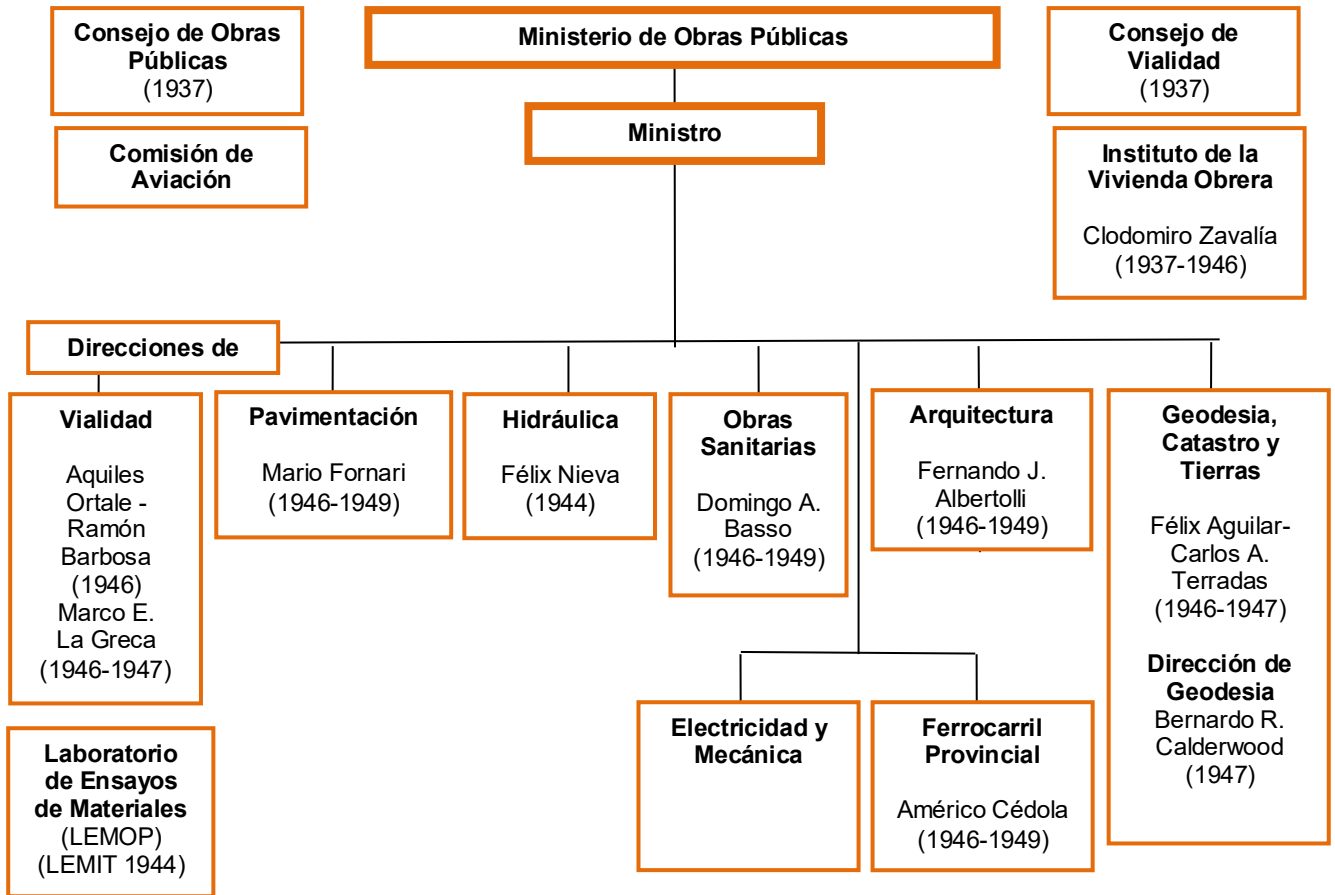 Consejo de Obras
Públicas
(1937)
Ministerio de Obras Públicas
Consejo de
Vialidad
(1937)
Ministro
Comisión de
Aviación
Instituto de la
Vivienda Obrera
Clodomiro Zavalía
(1937-1946)
Direcciones de
Vialidad
Aquiles
Ortale -
Ramón
Barbosa
(1946)
Marco E.
La Greca
(1946-1947)
Pavimentación
Mario Fornari
(1946-1949)
Hidráulica
Félix Nieva
(1944)
Obras
Sanitarias
Domingo A.
Basso
(1946-1949)
Arquitectura
Fernando J.
Albertolli
(1946-1949)
Geodesia,
Catastro y
Tierras
Félix Aguilar-
Carlos A.
Terradas
(1946-1947)
Dirección de
Geodesia
Bernardo R.
Calderwood
(1947)
Electricidad y
Mecánica
Ferrocarril
Provincial
Américo Cédola
(1946-1949)
Laboratorio
de Ensayos
de Materiales
(LEMOP)
(LEMIT 1944)